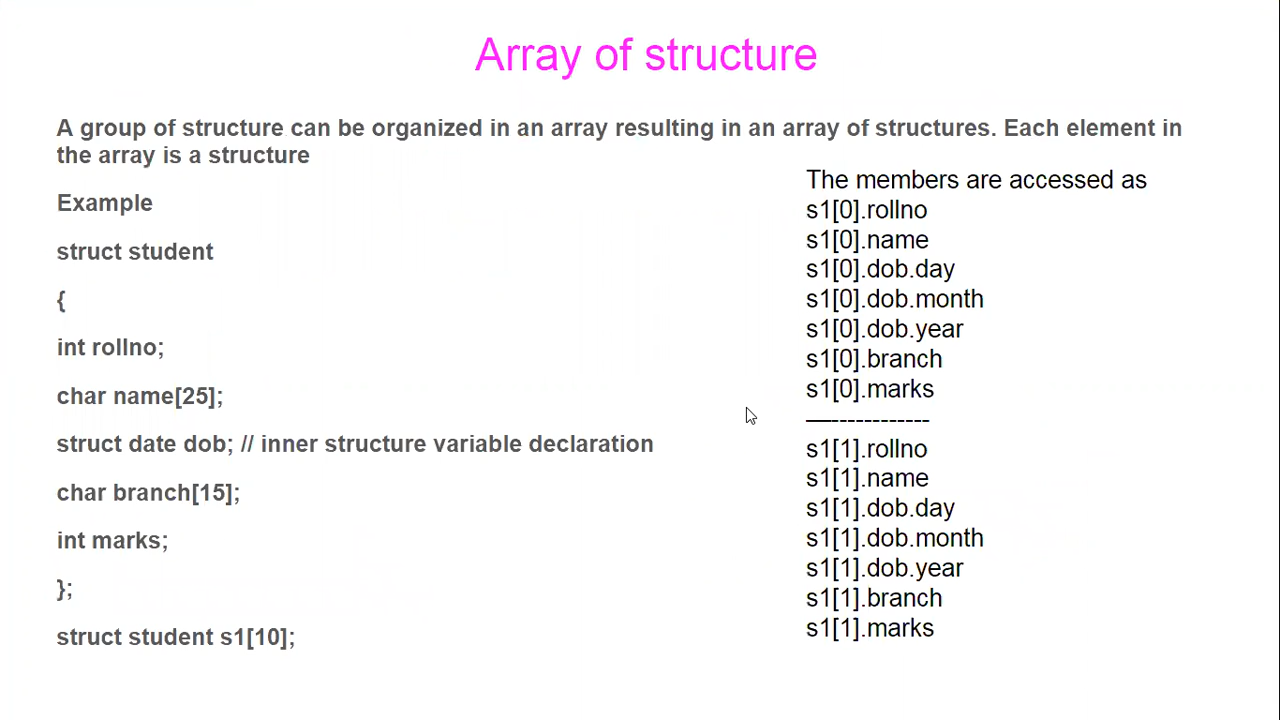 Array of structure
A group of structure can be organized in an array resulting in an array of structures. Each element in
the array is a structure
Example
struct student
{
int rollno;
char name[25];
struct date dob; // inner structure variable declaration
char branch[15];
int marks;
};
struct student s1[10];
The members are accessed as
s1[0].rollno
s1[0].name
s1[0].dob.day
s1[0].dob.month
s1[0].dob.year
s1[0].branch
s1[0].marks
—------------
s1[1].rollno
s1[1].name
s1[1].dob.day
s1[1].dob.month
s1[1].dob.year
s1[1].branch
s1[1].marks